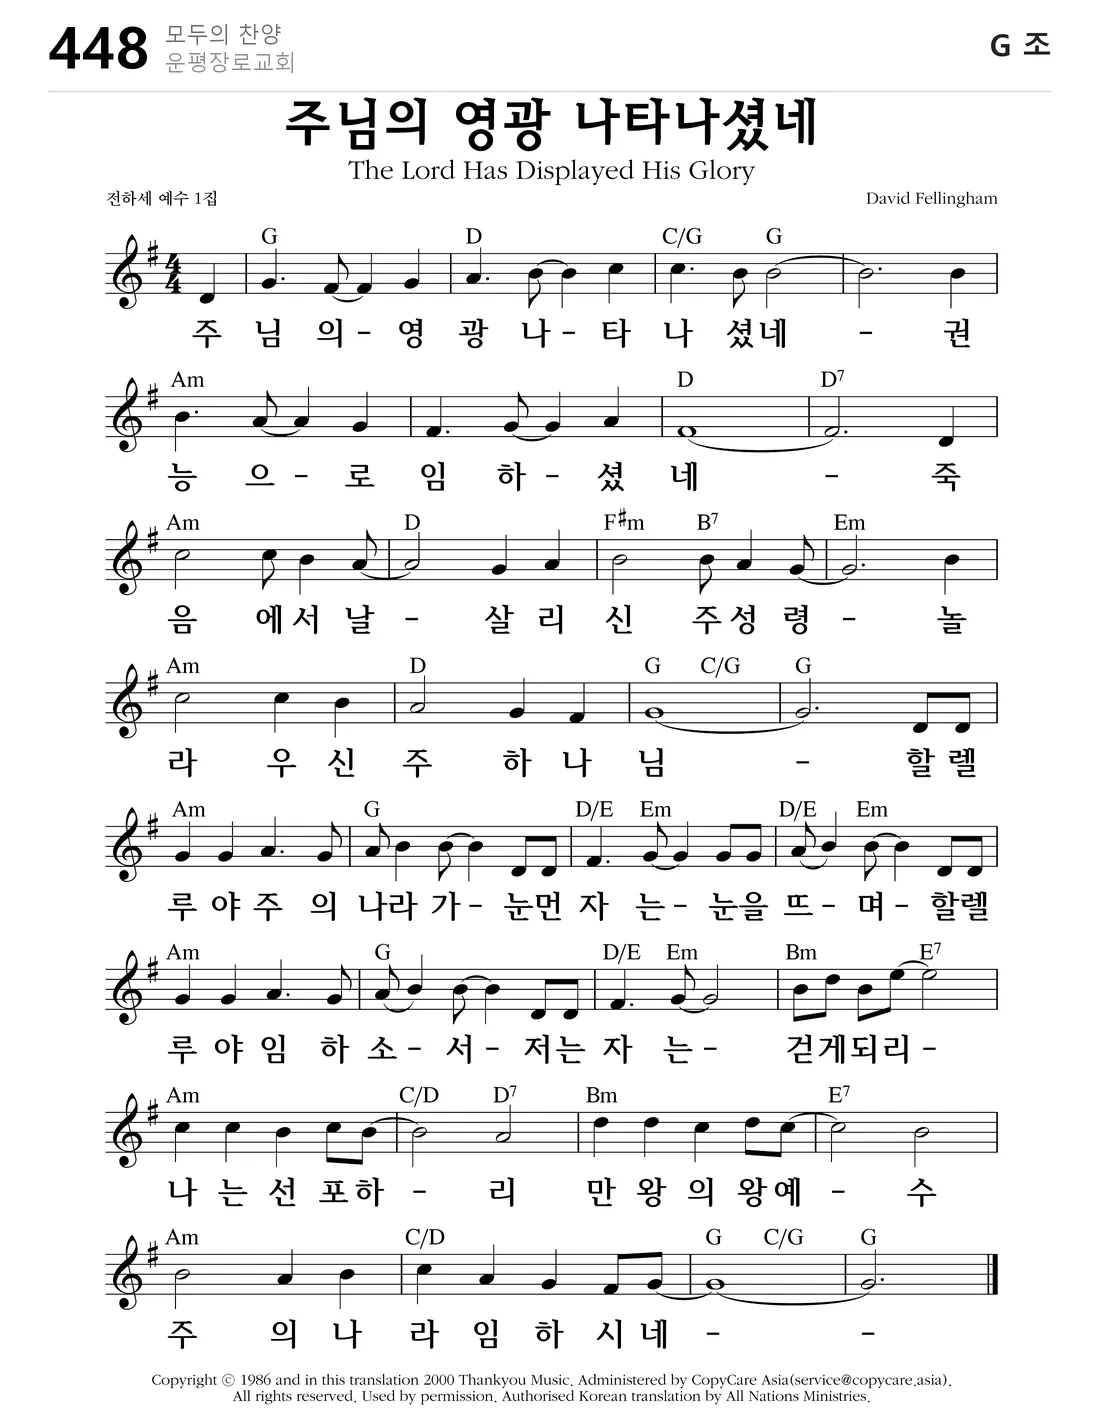 448 모두의 찬양
운평장로교회
G 조
주님의 영광 나타나셨네
The Lord Has Displayed His Glory
전하세 예수 1집 David Fellingham
G D C/G G
주 님 의- 영 광 나- 타 나 셨네 - 권
Am D D7
능 으- 로 임 하- 셨 네 - 죽
Am D F#m B7 Em
음 에서 날 - 살 리 신 주성 령 - 놀
Am D G C/G G
라 우 신 주 하 나 님 - 할 렐
Am G D/E Em D/E Em
루 야 주 의 나라 가- 눈먼 자 는- 눈을 뜨- 며- 할렐
Am G D/E Em Bm E7
루 야 임 하 소- 서- 저는 자 는- 걷게되리-
Am C/D D7 Bm E7
나 는 선 포하 - 리 만 왕 의 왕예 - 수
Am C/D G C/G G
주 의 나 라 임 하 시 네 - -
Copyright ⓒ 1986 and in this translation 2000 Thankyou Music. Administered by CopyCare Asia(service@copycare.asia).
All rights reserved. Used by permission. Authorised Korean translation by All Nations Ministries.